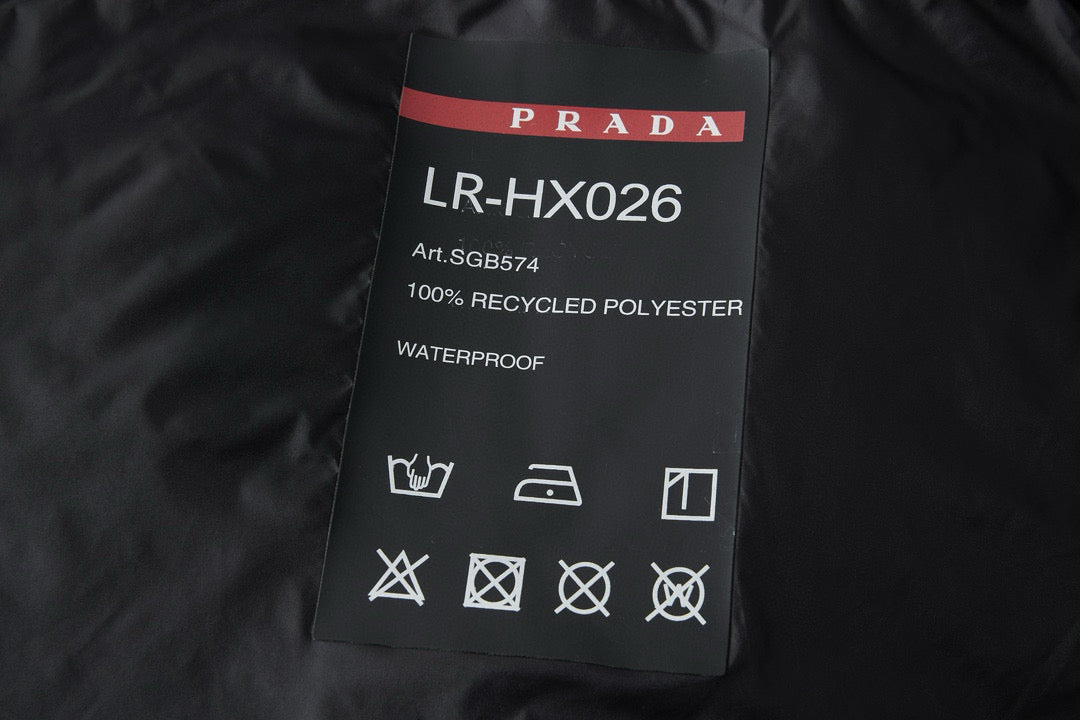 PRADA
LR-HX026
Art.SGB574
100% RECYCLED POLYESTER
WATERPROOF
W